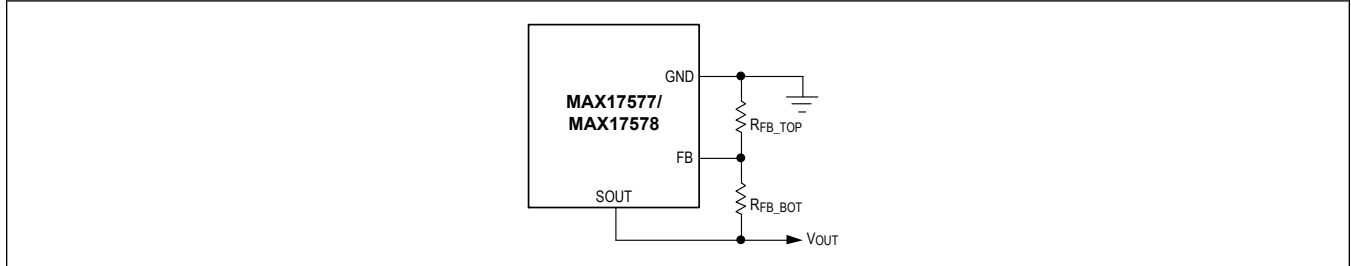 GND
MAX17577/
MAX17578
RFB_TOP
FB
SOUT
RFB_BOT
VOUT